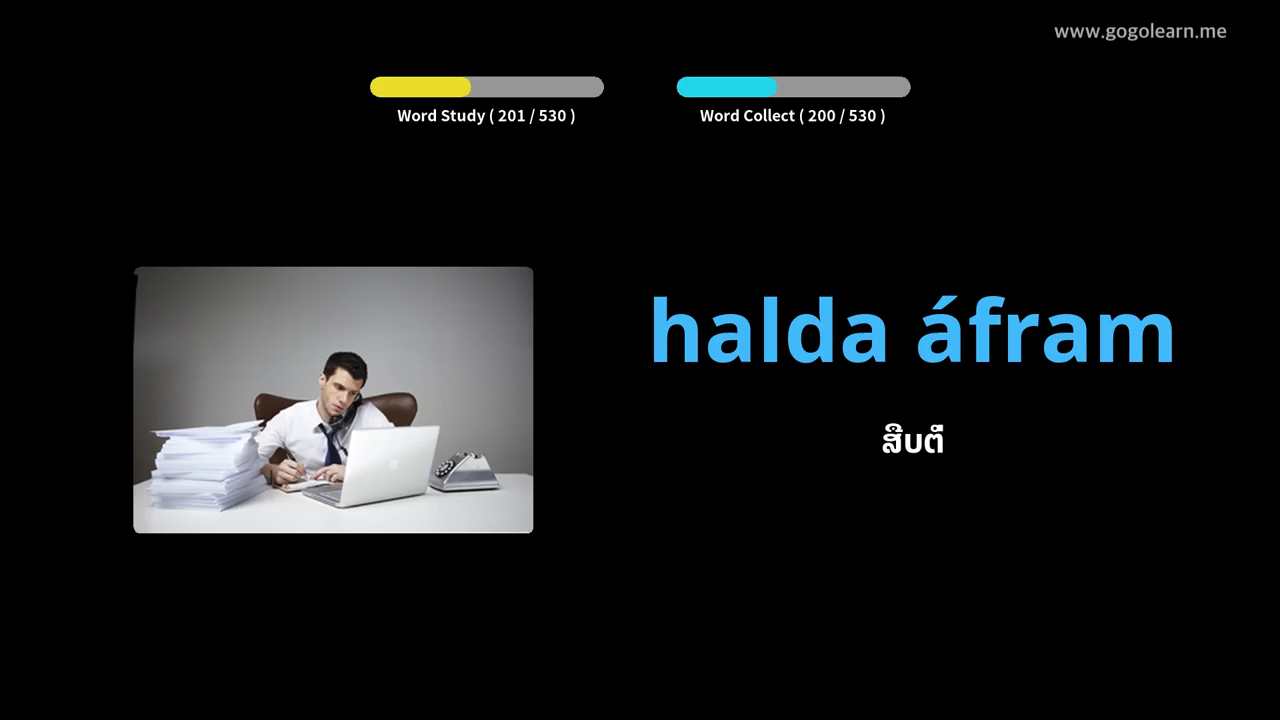 www.gogolearn.me
Word Study ( 201 / 530 )
Word Collect ( 200 / 530 )
halda áfram
ສືບຕໍ່